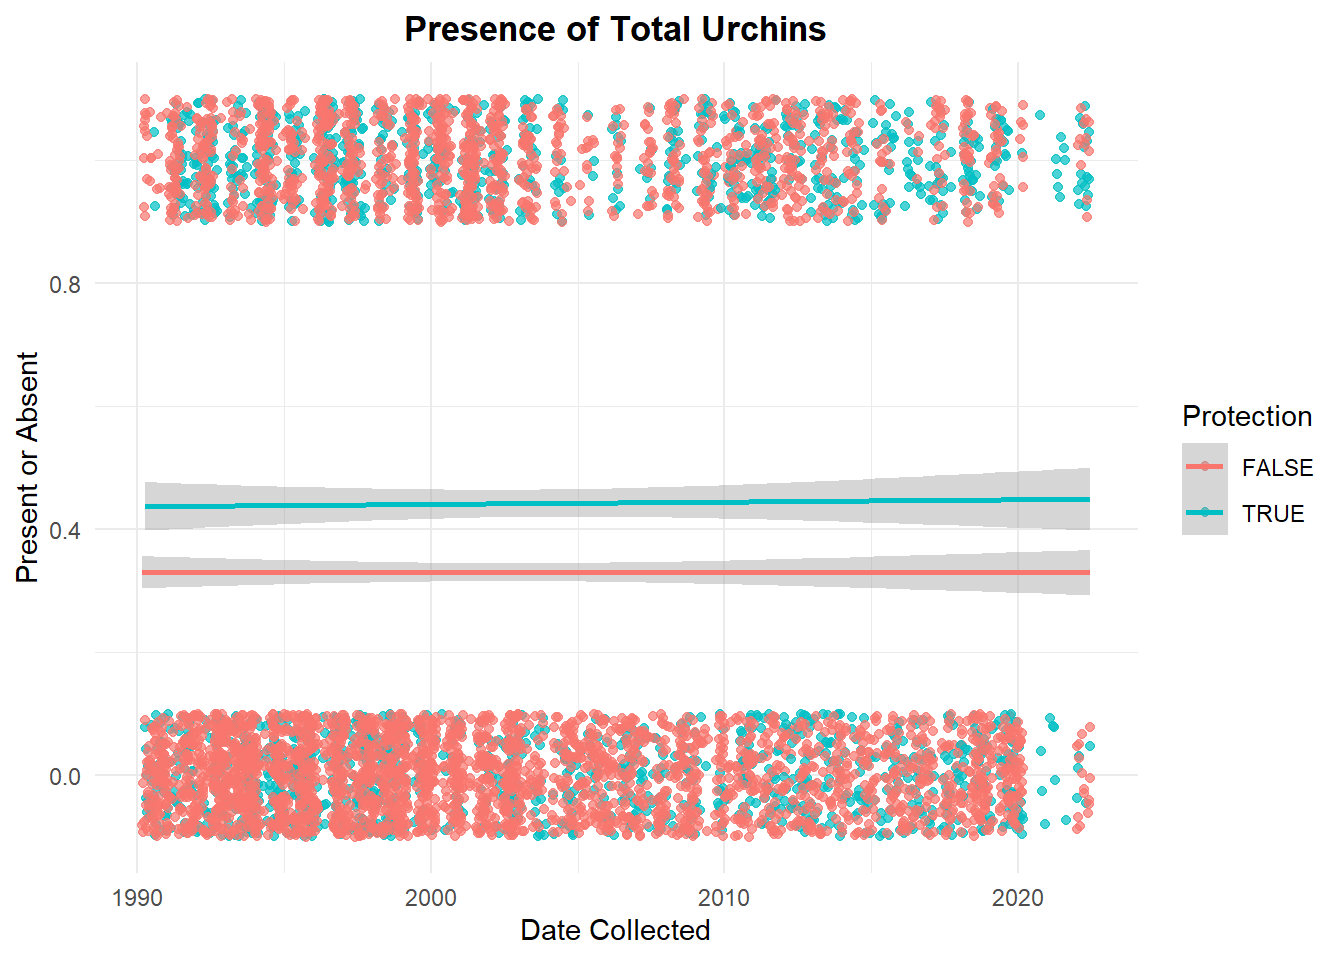 Presence of Total Urchins
0.8
0.4
0.0
Present or Absent
1990 2000 2010 2020
Date Collected
Protection
FALSE
TRUE